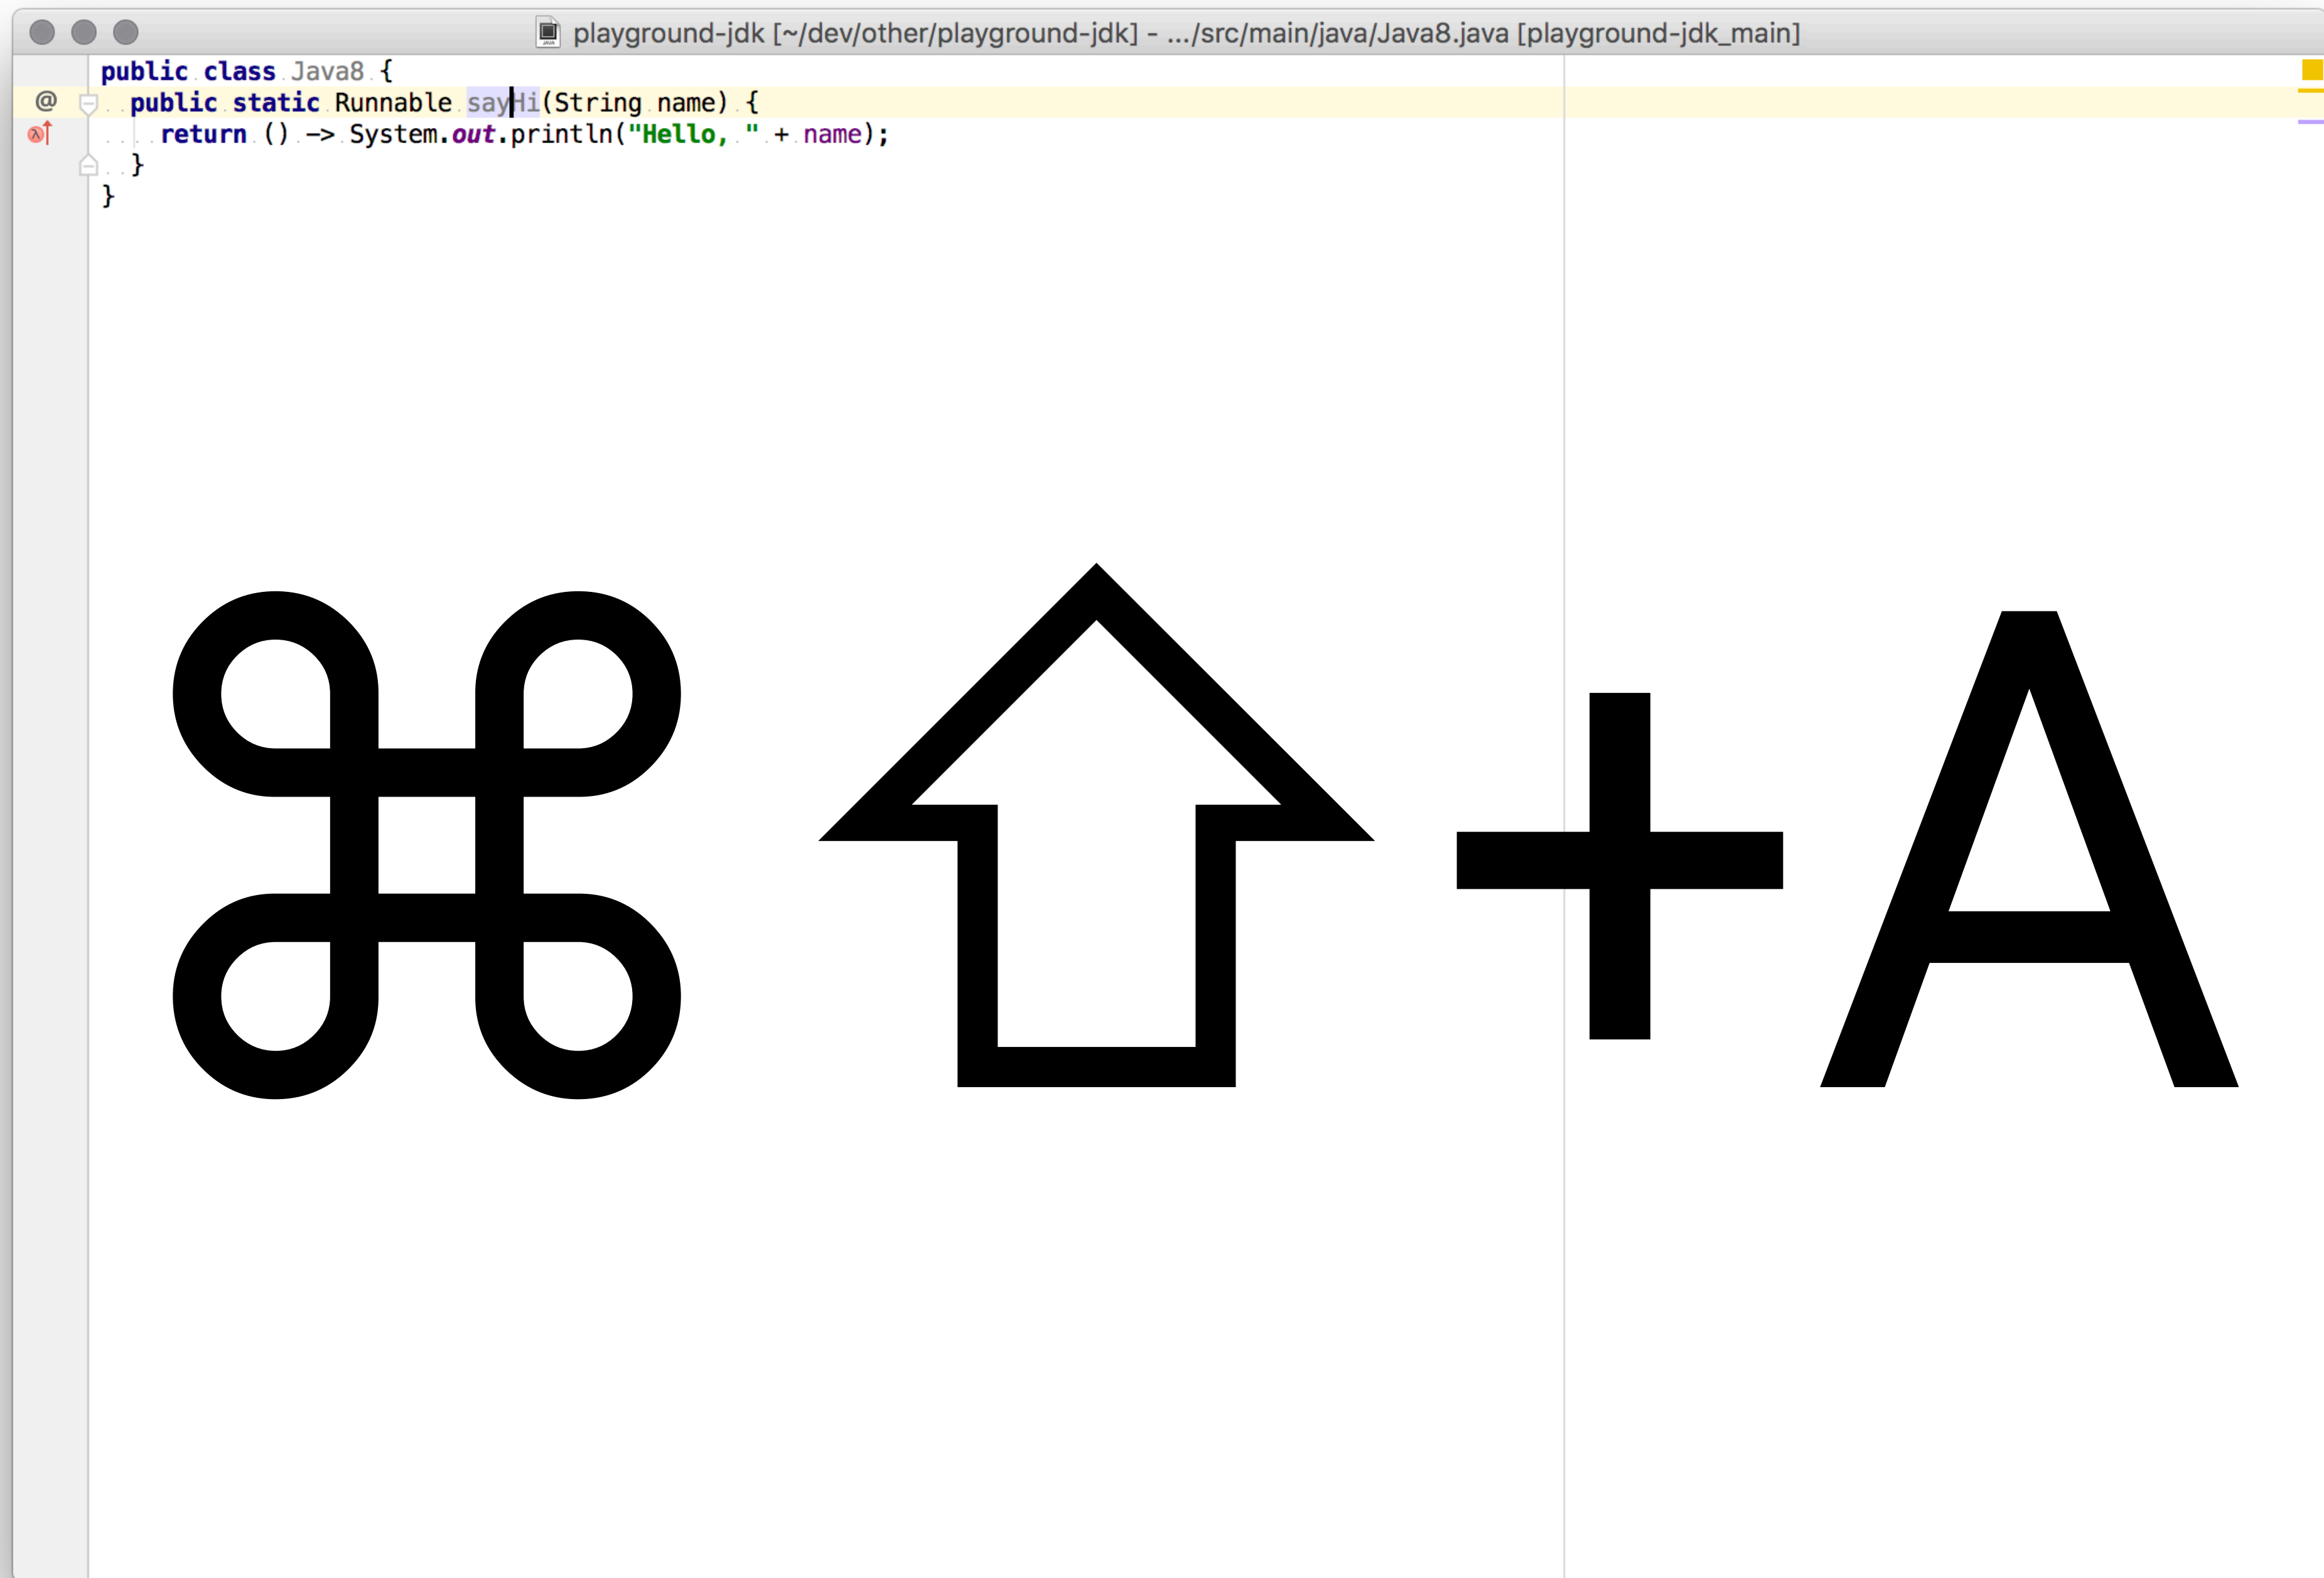 playground-jdk [~/dev/other/playground-jdk] - .../src/main/java/Java8.java [playground-jdk_main]
public class Java8 {
@ public static Runnable sayHi(String name) {
return () -> System.out.println("Hello, " + name);
}
}
⌘⇧+A